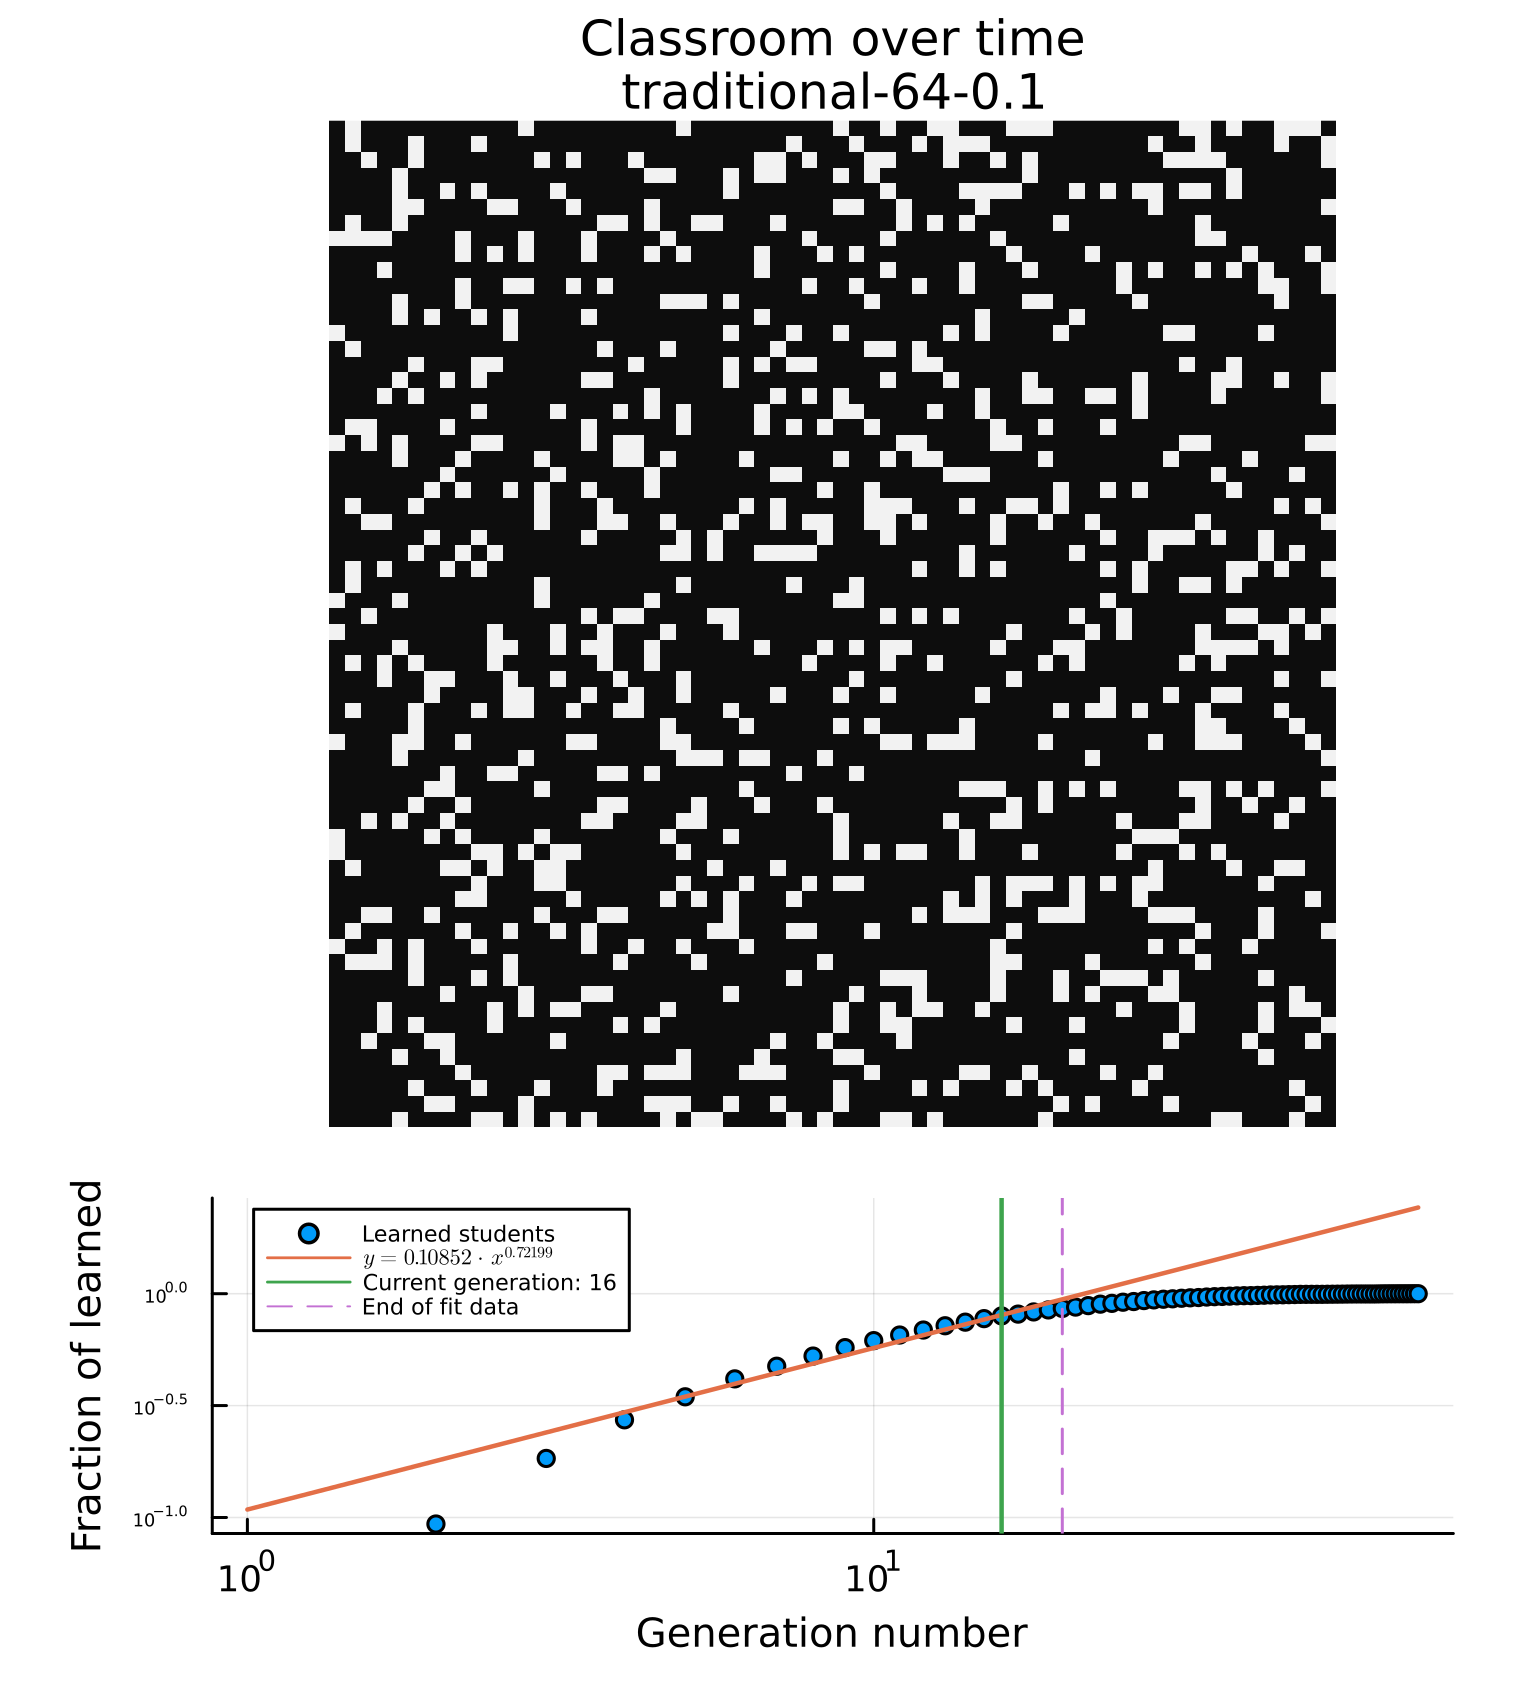 Classroom over time
traditional-64-0.1
Fraction of learned
Learned students
y = 0.10852 · x^0.72199
Current generation: 16
End of fit data
10^0.0
10^−0.5
10^−1.0
10^0
10^1
Generation number